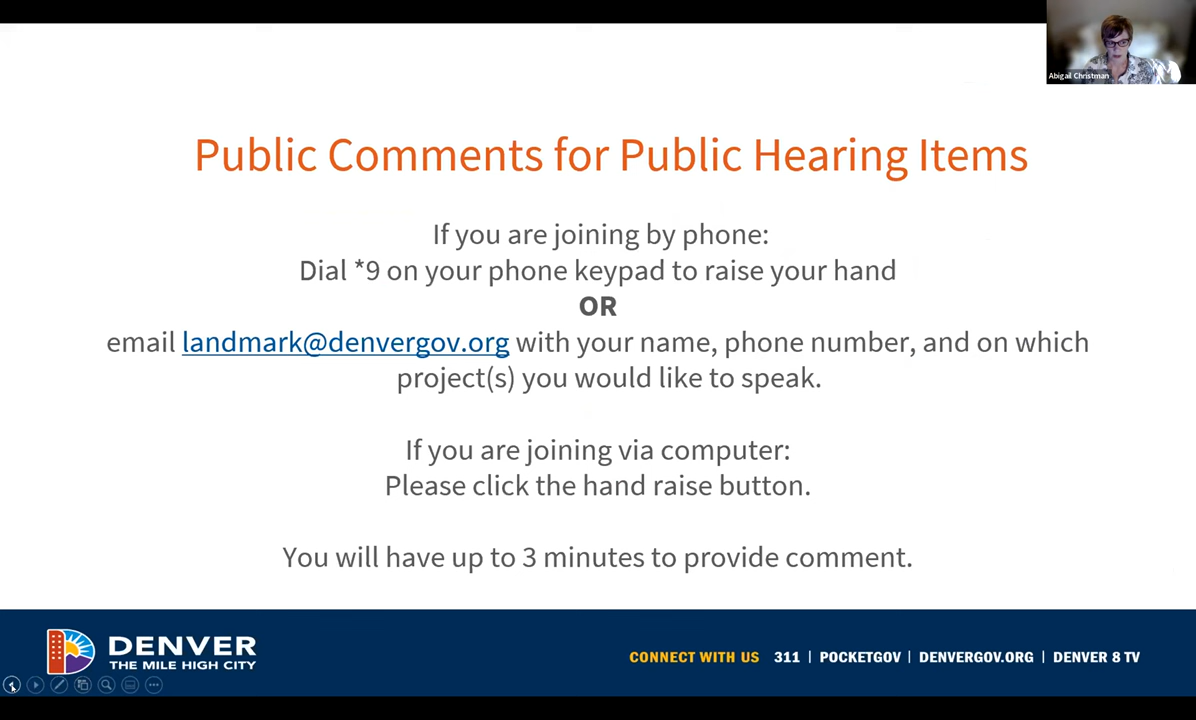 Abigail Christman
Public Comments for Public Hearing Items
If you are joining by phone:
Dial *9 on your phone keypad to raise your hand
OR
email landmark@denvergov.org with your name, phone number, and on which
project(s) you would like to speak.
If you are joining via computer:
Please click the hand raise button.
You will have up to 3 minutes to provide comment.
DENVER
THE MILE HIGH CITY
CONNECT WITH US 311 | POCKETGOV | DENVERGOV.ORG | DENVER 8 TV